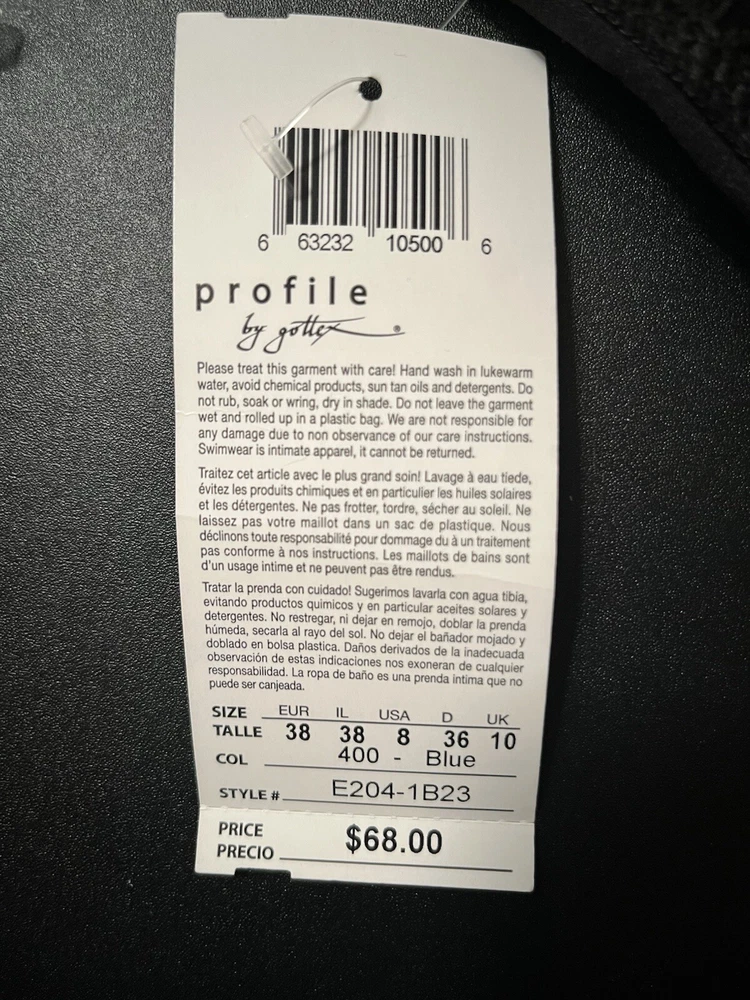 6 63232 10500 6
profile
by gottex ®
Please treat this garment with care! Hand wash in lukewarm
water, avoid chemical products, sun tan oils and detergents. Do
not rub, soak or wring, dry in shade. Do not leave the garment
wet and rolled up in a plastic bag. We are not responsible for
any damage due to non observance of our care instructions.
Swimwear is intimate apparel, it cannot be returned.
Traitez cet article avec le plus grand soin! Lavage à eau tiede,
évitez les produits chimiques et en particulier les huiles solaires
et les détergentes. Ne pas frotter, tordre, sécher au soleil. Ne
laissez pas votre maillot dans un sac de plastique. Nous
déclinons toute responsabilité pour dommage du à un traitement
pas conforme à nos instructions. Les maillots de bains sont
d'un usage intime et ne peuvent pas être rendus.
Tratar la prenda con cuidado! Sugerimos lavarla con agua tibia,
evitando productos quimicos y en particular aceites solares y
detergentes. No restregar, ni dejar en remojo, doblar la prenda
húmeda, secarla al rayo del sol. No dejar el bañador mojado y
doblado en bolsa plastica. Daños derivados de la inadecuada
observación de estas indicaciones nos exoneran de cualquier
responsabilidad. La ropa de baño es una prenda intima que no
puede ser canjeada.
SIZE EUR IL USA D UK
TALLE 38 38 8 36 10
COL 400 - Blue
STYLE # E204-1B23
PRICE
PRECIO $68.00